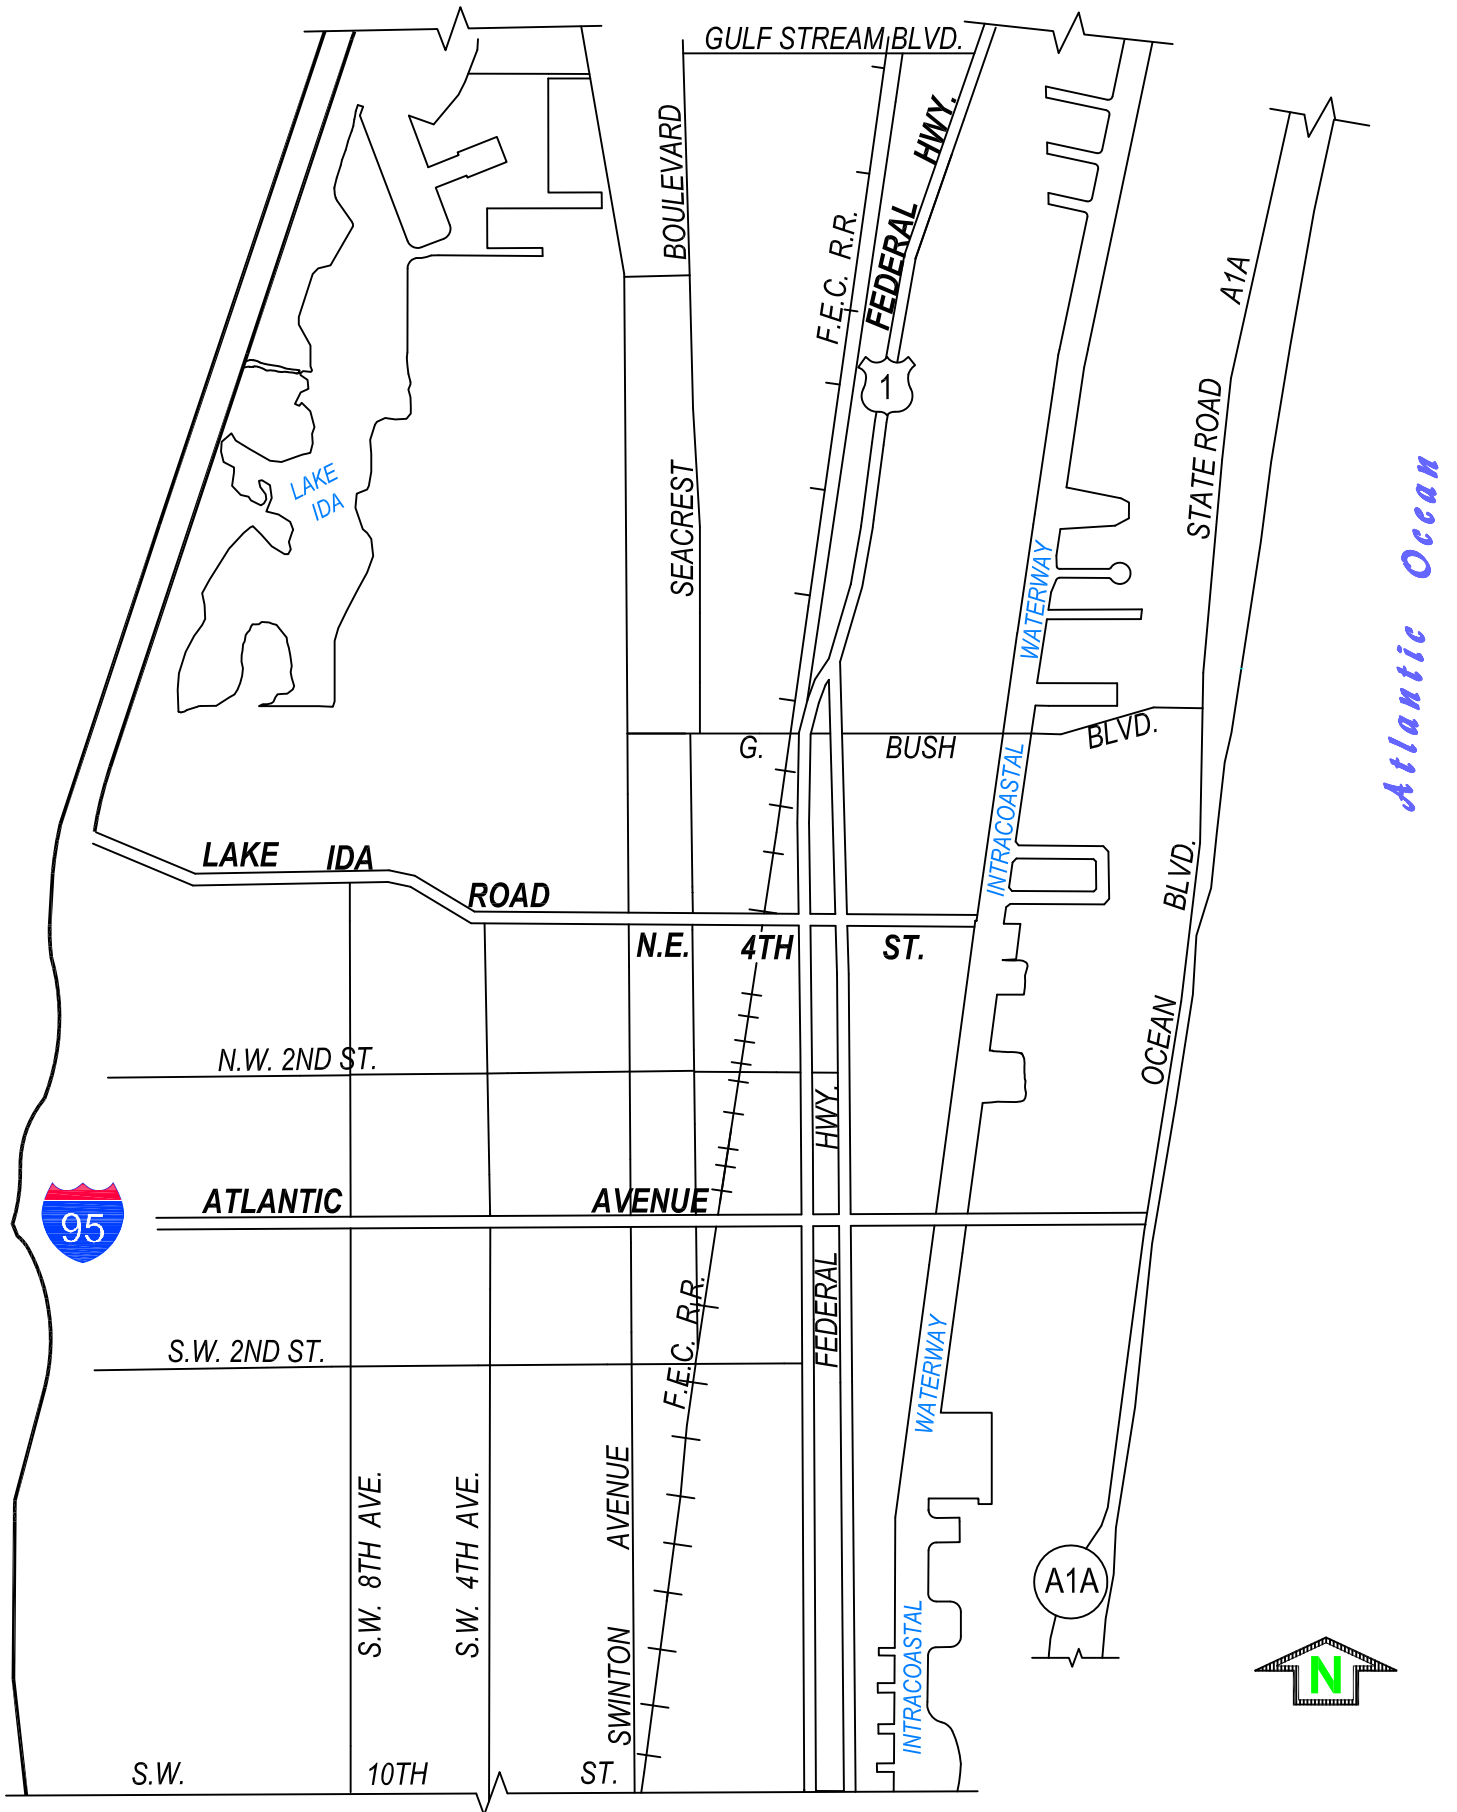 GULF STREAM BLVD.
BOULEVARD
SEACREST
F.E.C. R.R.
FEDERAL HWY.
1
STATE ROAD A1A
LAKE
IDA
WATERWAY
INTRACOASTAL
Atlantic Ocean
G. BUSH BLVD.
LAKE IDA ROAD
N.E. 4TH ST.
OCEAN BLVD.
N.W. 2ND ST.
HWY.
FEDERAL
95
ATLANTIC AVENUE
F.E.C. R.R.
S.W. 2ND ST.
WATERWAY
INTRACOASTAL
S.W. 8TH AVE.
S.W. 4TH AVE.
SWINTON AVENUE
A1A
N
S.W. 10TH ST.